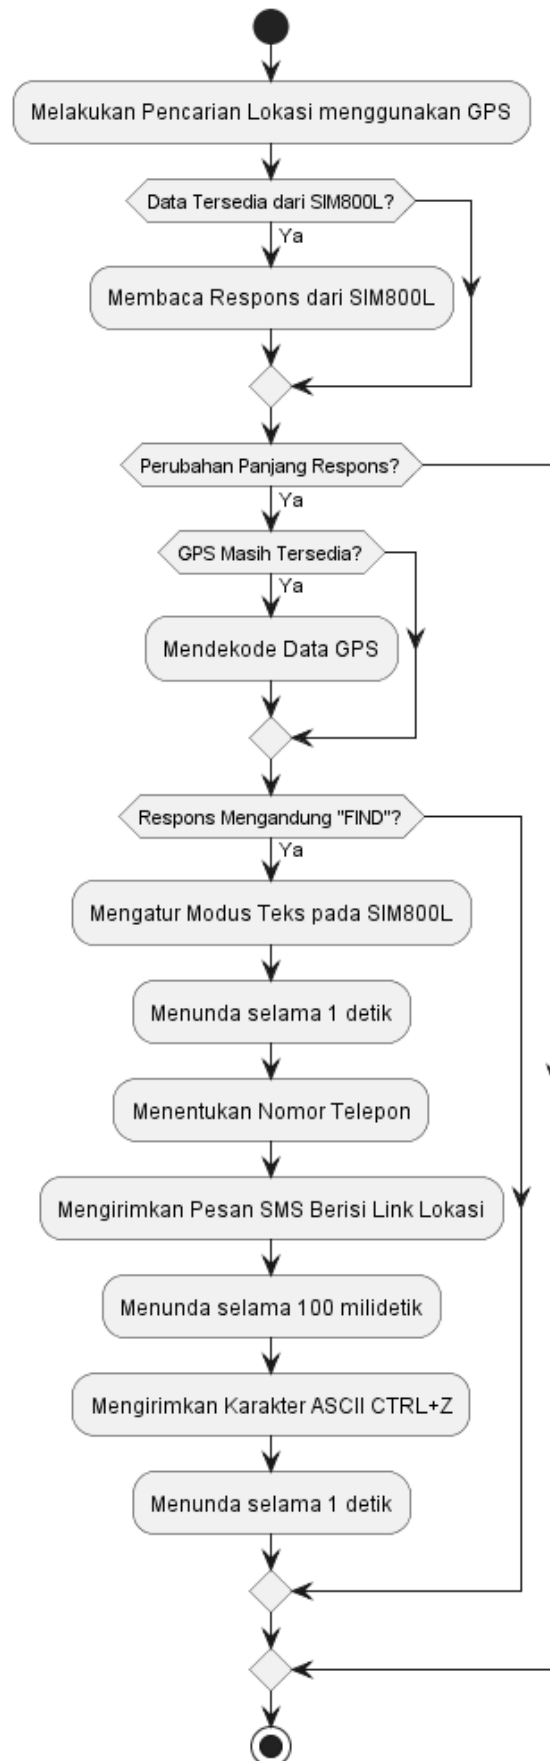 Melakukan Pencarian Lokasi menggunakan GPS
Data Tersedia dari SIM800L?
Ya
Membaca Respons dari SIM800L
Perubahan Panjang Respons?
Ya
GPS Masih Tersedia?
Ya
Mendekode Data GPS
Respons Mengandung "FIND"?
Ya
Mengatur Modus Teks pada SIM800L
Menunda selama 1 detik
Menentukan Nomor Telepon
Mengirimkan Pesan SMS Berisi Link Lokasi
Menunda selama 100 milidetik
Mengirimkan Karakter ASCII CTRL+Z
Menunda selama 1 detik